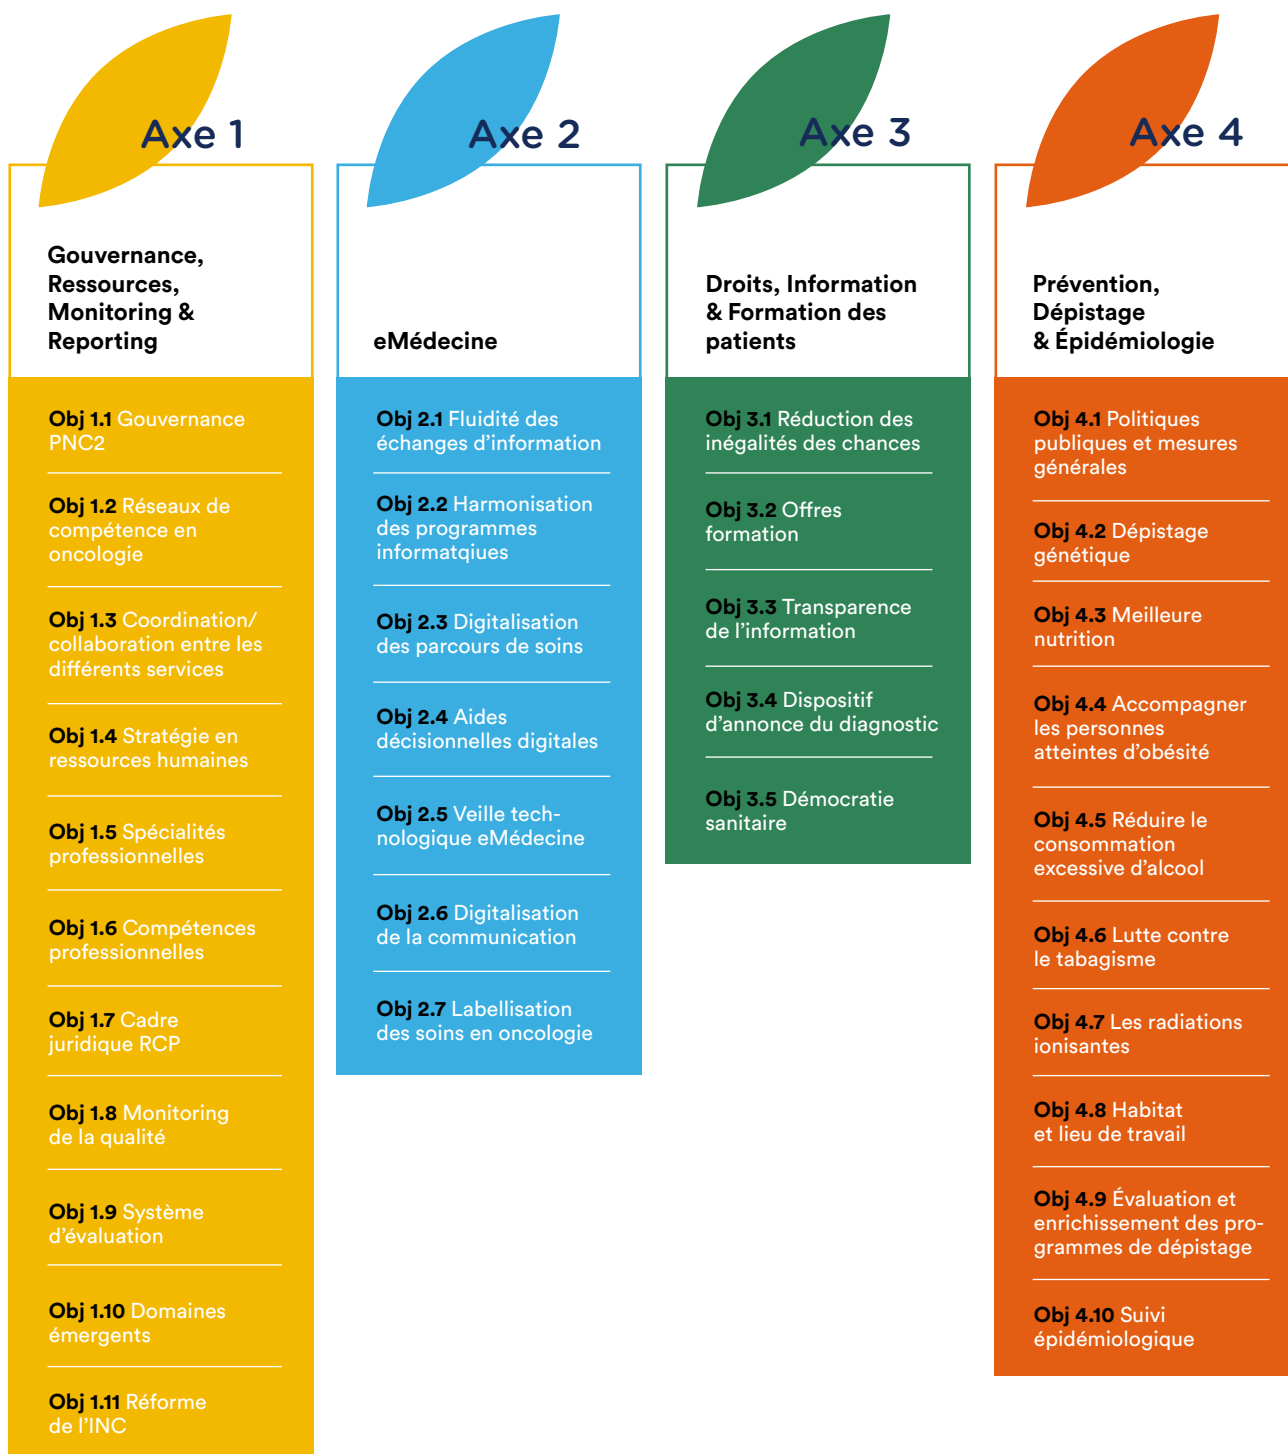 Axe 1
Gouvernance,
Ressources,
Monitoring &
Reporting
Obj 1.1 Gouvernance
PNC2
Obj 1.2 Réseaux de
compétence en
oncologie
Obj 1.3 Coordination/
collaboration entre les
différents services
Obj 1.4 Stratégie en
ressources humaines
Obj 1.5 Spécialités
professionnelles
Obj 1.6 Compétences
professionnelles
Obj 1.7 Cadre
juridique RCP
Obj 1.8 Monitoring
de la qualité
Obj 1.9 Système
d’évaluation
Obj 1.10 Domaines
émergents
Obj 1.11 Réforme
de l’INC
Axe 2
eMédecine
Obj 2.1 Fluidité des
échanges d’information
Obj 2.2 Harmonisation
des programmes
informatqiues
Obj 2.3 Digitalisation
des parcours de soins
Obj 2.4 Aides
décisionnelles digitales
Obj 2.5 Veille tech-
nologique eMédecine
Obj 2.6 Digitalisation
de la communication
Obj 2.7 Labellisation
des soins en oncologie
Axe 3
Droits, Information
& Formation des
patients
Obj 3.1 Réduction des
inégalités des chances
Obj 3.2 Offres
formation
Obj 3.3 Transparence
de l’information
Obj 3.4 Dispositif
d’annonce du diagnostic
Obj 3.5 Démocratie
sanitaire
Axe 4
Prévention,
Dépistage
& Épidémiologie
Obj 4.1 Politiques
publiques et mesures
générales
Obj 4.2 Dépistage
génétique
Obj 4.3 Meilleure
nutrition
Obj 4.4 Accompagner
les personnes
atteintes d’obésité
Obj 4.5 Réduire le
consommation
excessive d’alcool
Obj 4.6 Lutte contre
le tabagisme
Obj 4.7 Les radiations
ionisantes
Obj 4.8 Habitat
et lieu de travail
Obj 4.9 Évaluation et
enrichissement des pro-
grammes de dépistage
Obj 4.10 Suivi
épidémiologique